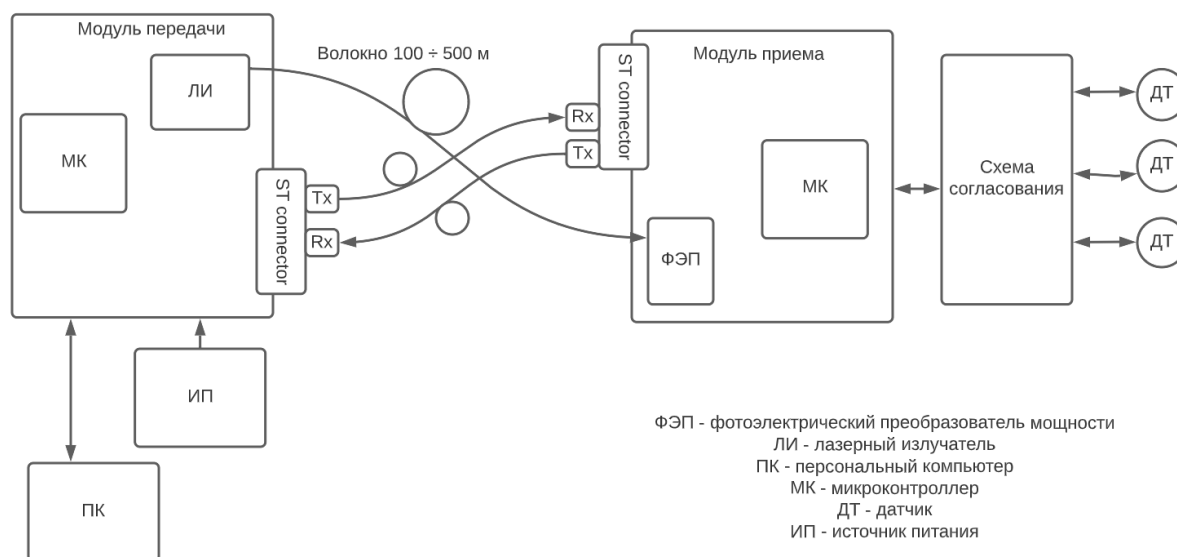 Модуль передачи
ЛИ
МК
ST connector
Tx
Rx
Волокно 100 ÷ 500 м
Rx
Tx
ST connector
Модуль приема
МК
ФЭП
Схема
согласования
ДТ
ДТ
ДТ
ИП
ПК
ФЭП - фотоэлектрический преобразователь мощности
ЛИ - лазерный излучатель
ПК - персональный компьютер
МК - микроконтроллер
ДТ - датчик
ИП - источник питания